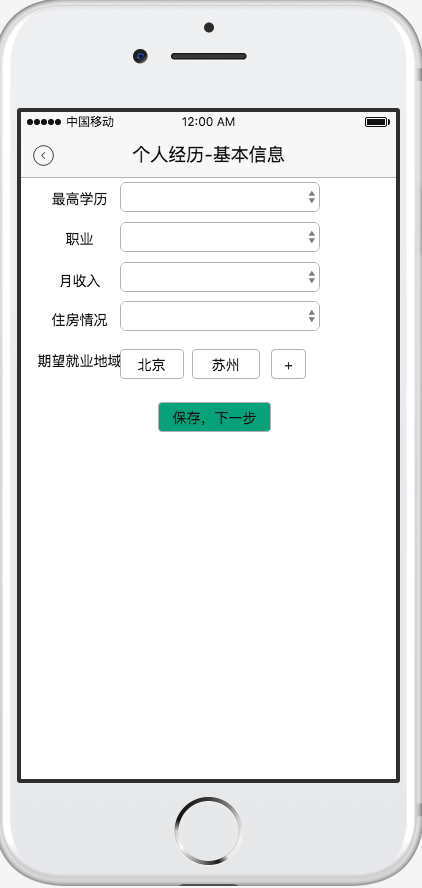 中国移动 12:00 AM
个人经历-基本信息
最高学历
职业
月收入
住房情况
期望就业地域 北京 苏州 +
保存，下一步